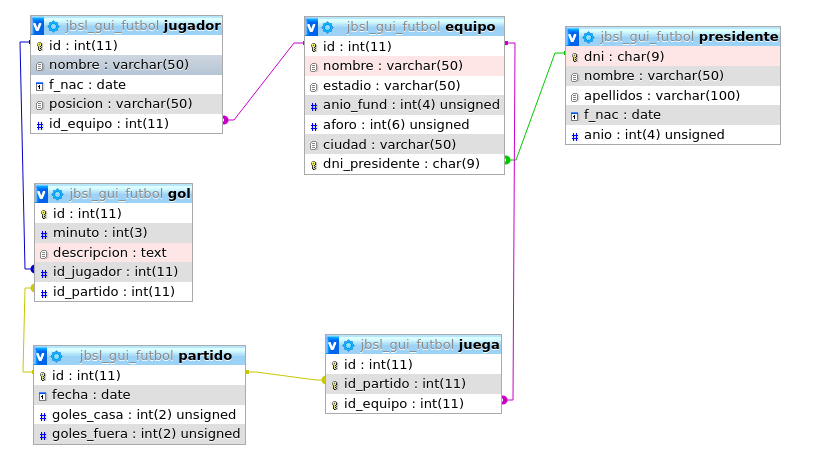 v jbsl_gui_futbol jugador
id : int(11)
nombre : varchar(50)
f_nac : date
posicion : varchar(50)
# id_equipo : int(11)
v jbsl_gui_futbol equipo
id : int(11)
nombre : varchar(50)
estadio : varchar(50)
# anio_fund : int(4) unsigned
# aforo : int(6) unsigned
ciudad : varchar(50)
dni_presidente : char(9)
v jbsl_gui_futbol presidente
dni : char(9)
nombre : varchar(50)
apellidos : varchar(100)
f_nac : date
# anio : int(4) unsigned
v jbsl_gui_futbol gol
id : int(11)
# minuto : int(3)
descripcion : text
# id_jugador : int(11)
# id_partido : int(11)
v jbsl_gui_futbol partido
id : int(11)
fecha : date
# goles_casa : int(2) unsigned
# goles_fuera : int(2) unsigned
v jbsl_gui_futbol juega
id : int(11)
id_partido : int(11)
id_equipo : int(11)